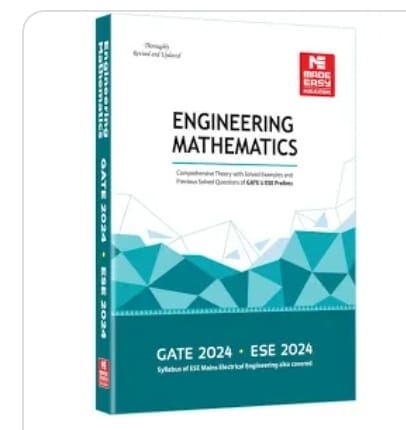 Thoroughly
Revised and Updated
ME
MADE
EASY
PUBLICATIONS
ENGINEERING
MATHEMATICS
Comprehensive Theory with Solved Examples and
Previous Solved Questions of GATE & ESE Prelims
GATE 2024 • ESE 2024
Syllabus of ESE Mains Electrical Engineering also covered
Engineering
Mathematics
GATE 2024 • ESE 2024